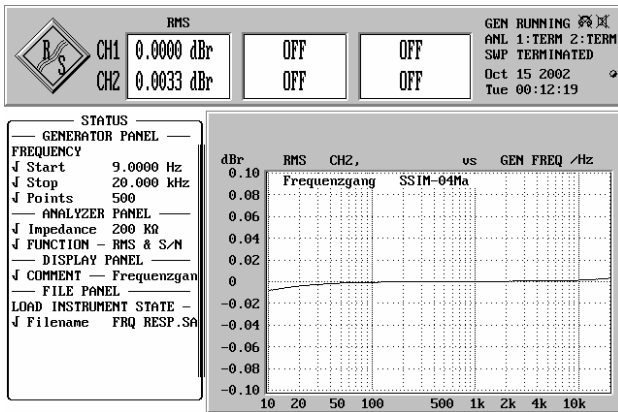 RMS
GEN RUNNING
R&S CH1 0.0000 dBr OFF OFF
ANL 1:TERM 2:TERM
SWP TERMINATED
CH2 0.0033 dBr OFF OFF
Oct 15 2002
Tue 00:12:19
STATUS
GENERATOR PANEL
FREQUENCY
√ Start 9.0000 Hz
√ Stop 20.000 kHz
√ Points 500
ANALYZER PANEL
√ Impedance 200 KΩ
√ FUNCTION – RMS & S/N
DISPLAY PANEL
√ COMMENT — Frequenzgan
FILE PANEL
LOAD INSTRUMENT STATE –
√ Filename FRQ RESP.SA
dBr RMS CH2, vs GEN FREQ /Hz
Frequenzgang SSIM-04Ma
0.10
0.08
0.06
0.04
0.02
0
-0.02
-0.04
-0.06
-0.08
-0.10
10 20 50 100 500 1k 2k 4k 10k